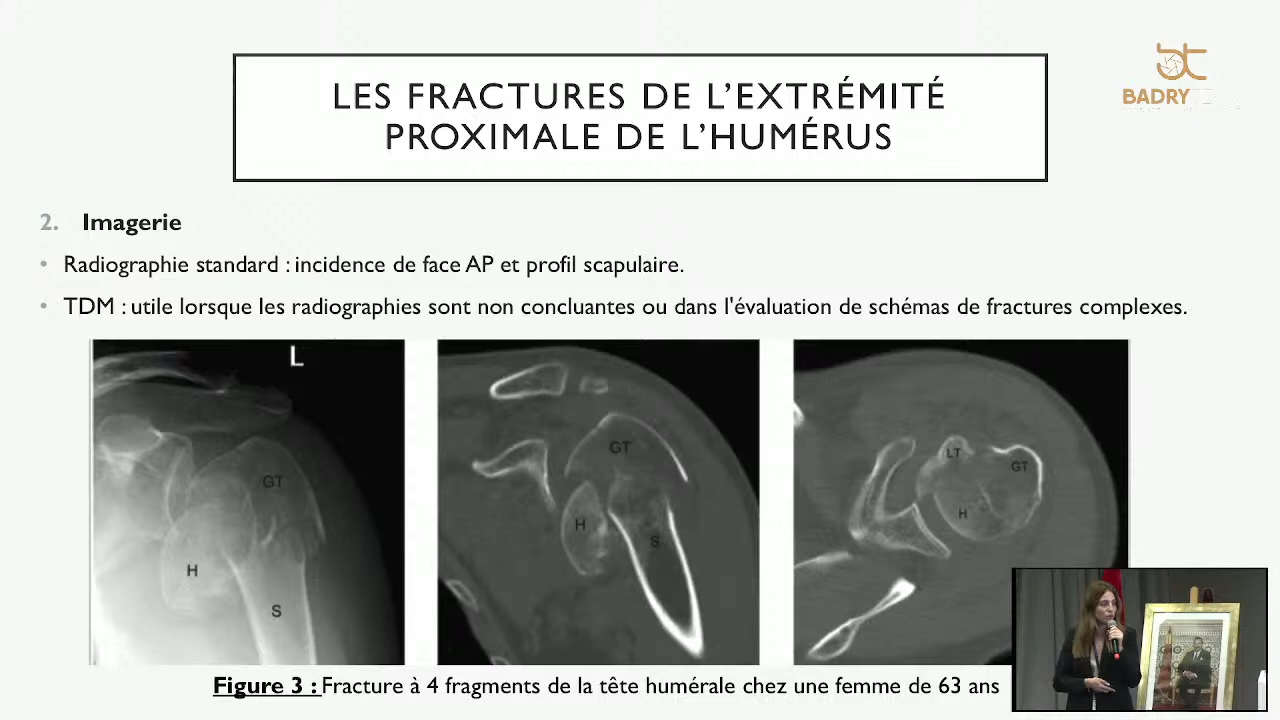 LES FRACTURES DE L'EXTRÉMITÉ
PROXIMALE DE L'HUMÉRUS
BADRY
2. Imagerie
• Radiographie standard : incidence de face AP et profil scapulaire.
• TDM : utile lorsque les radiographies sont non concluantes ou dans l'évaluation de schémas de fractures complexes.
L
GT
H
S
GT
H
S
LT
GT
H
Figure 3 : Fracture à 4 fragments de la tête humérale chez une femme de 63 ans